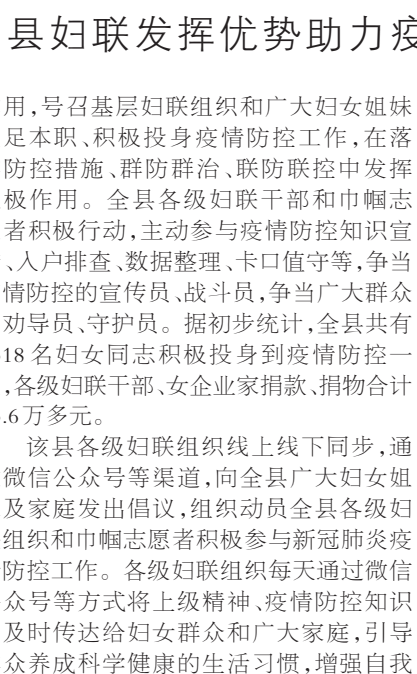 县妇联发挥优势助力疫
用,号召基层妇联组织和广大妇女姐妹
足本职、积极投身疫情防控工作,在落
防控措施、群防群治、联防联控中发挥
极作用。全县各级妇联干部和巾帼志
者积极行动,主动参与疫情防控知识宣
、入户排查、数据整理、卡口值守等,争当
情防控的宣传员、战斗员,争当广大群众
劝导员、守护员。据初步统计,全县共有
18名妇女同志积极投身到疫情防控一
,各级妇联干部、女企业家捐款、捐物合计
.6万多元。
该县各级妇联组织线上线下同步,通
微信公众号等渠道,向全县广大妇女姐
及家庭发出倡议,组织动员全县各级妇
组织和巾帼志愿者积极参与新冠肺炎疫
防控工作。各级妇联组织每天通过微信
众号等方式将上级精神、疫情防控知识
及时传达给妇女群众和广大家庭,引导
众养成科学健康的生活习惯,增强自我